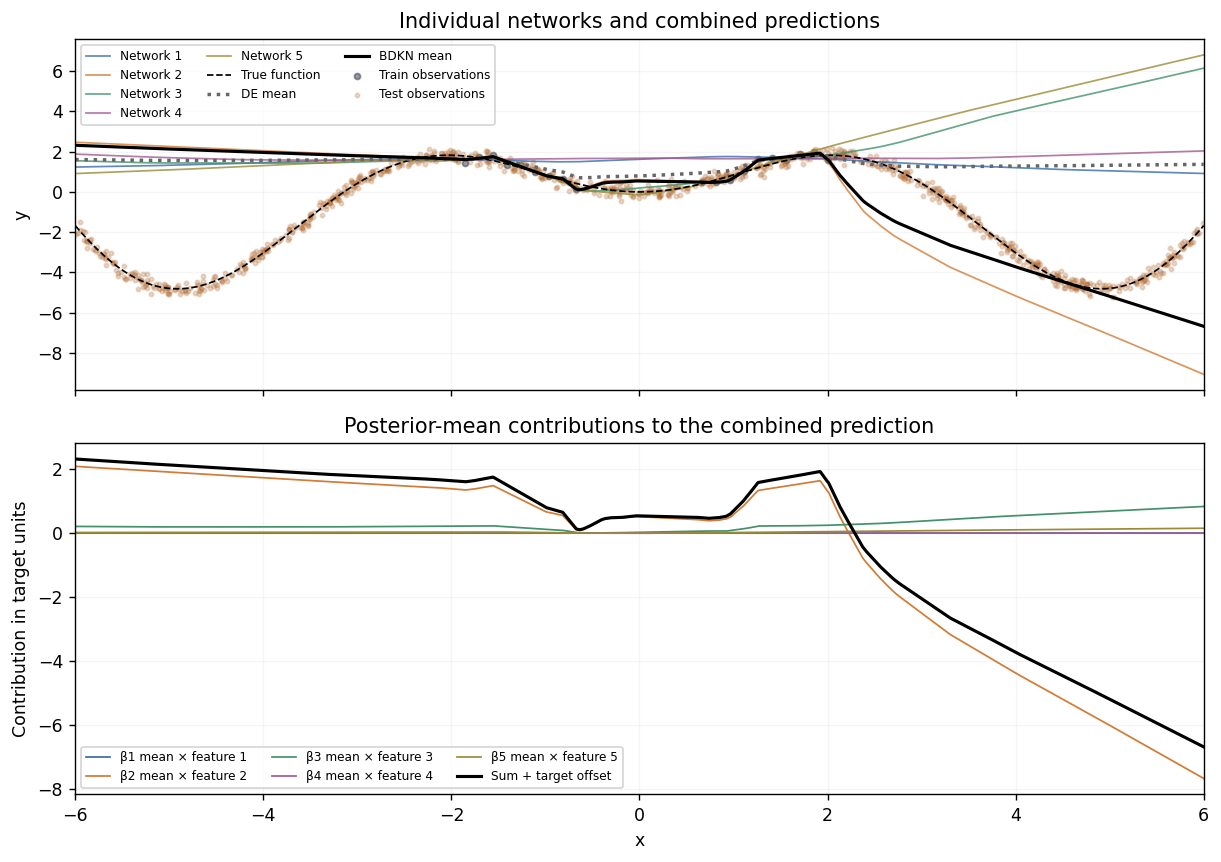 Individual networks and combined predictions
Network 1
Network 2
Network 3
Network 4
Network 5
True function
DE mean
BDKN mean
Train observations
Test observations
y
6
4
2
0
−2
−4
−6
−8
Posterior-mean contributions to the combined prediction
Contribution in target units
2
0
−2
−4
−6
−8
β1 mean × feature 1
β2 mean × feature 2
β3 mean × feature 3
β4 mean × feature 4
β5 mean × feature 5
Sum + target offset
−6
−4
−2
0
2
4
6
x